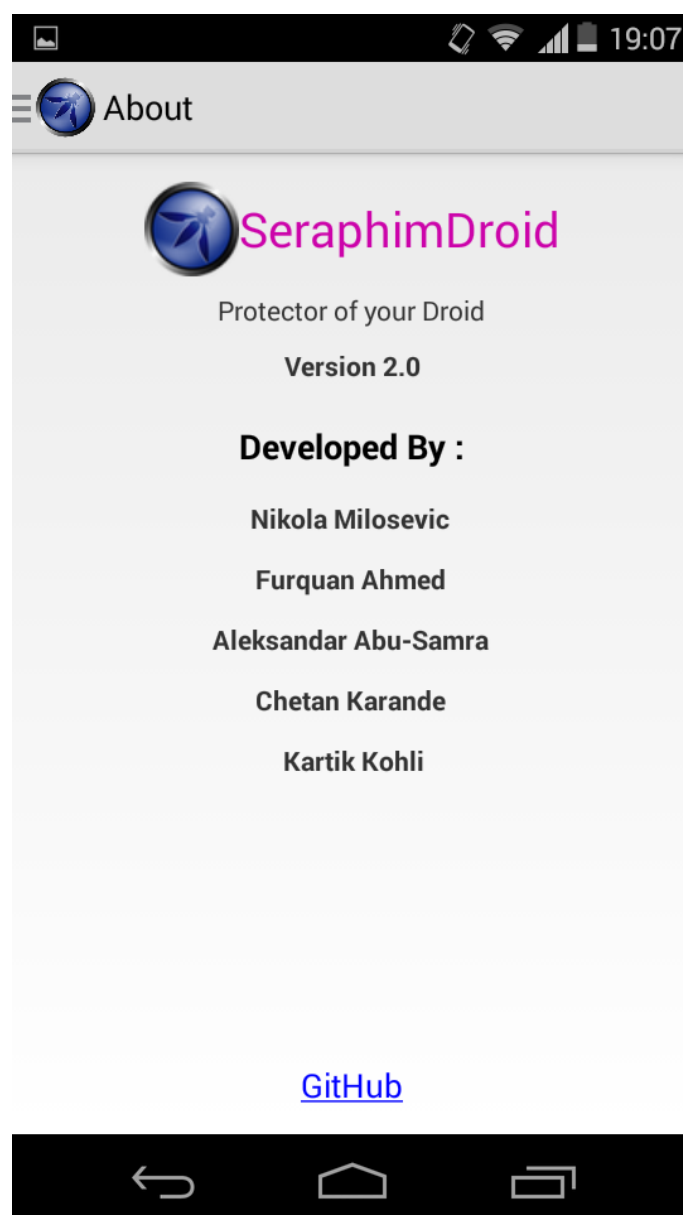 19:07
About
SeraphimDroid
Protector of your Droid
Version 2.0
Developed By :
Nikola Milosevic
Furquan Ahmed
Aleksandar Abu-Samra
Chetan Karande
Kartik Kohli
GitHub